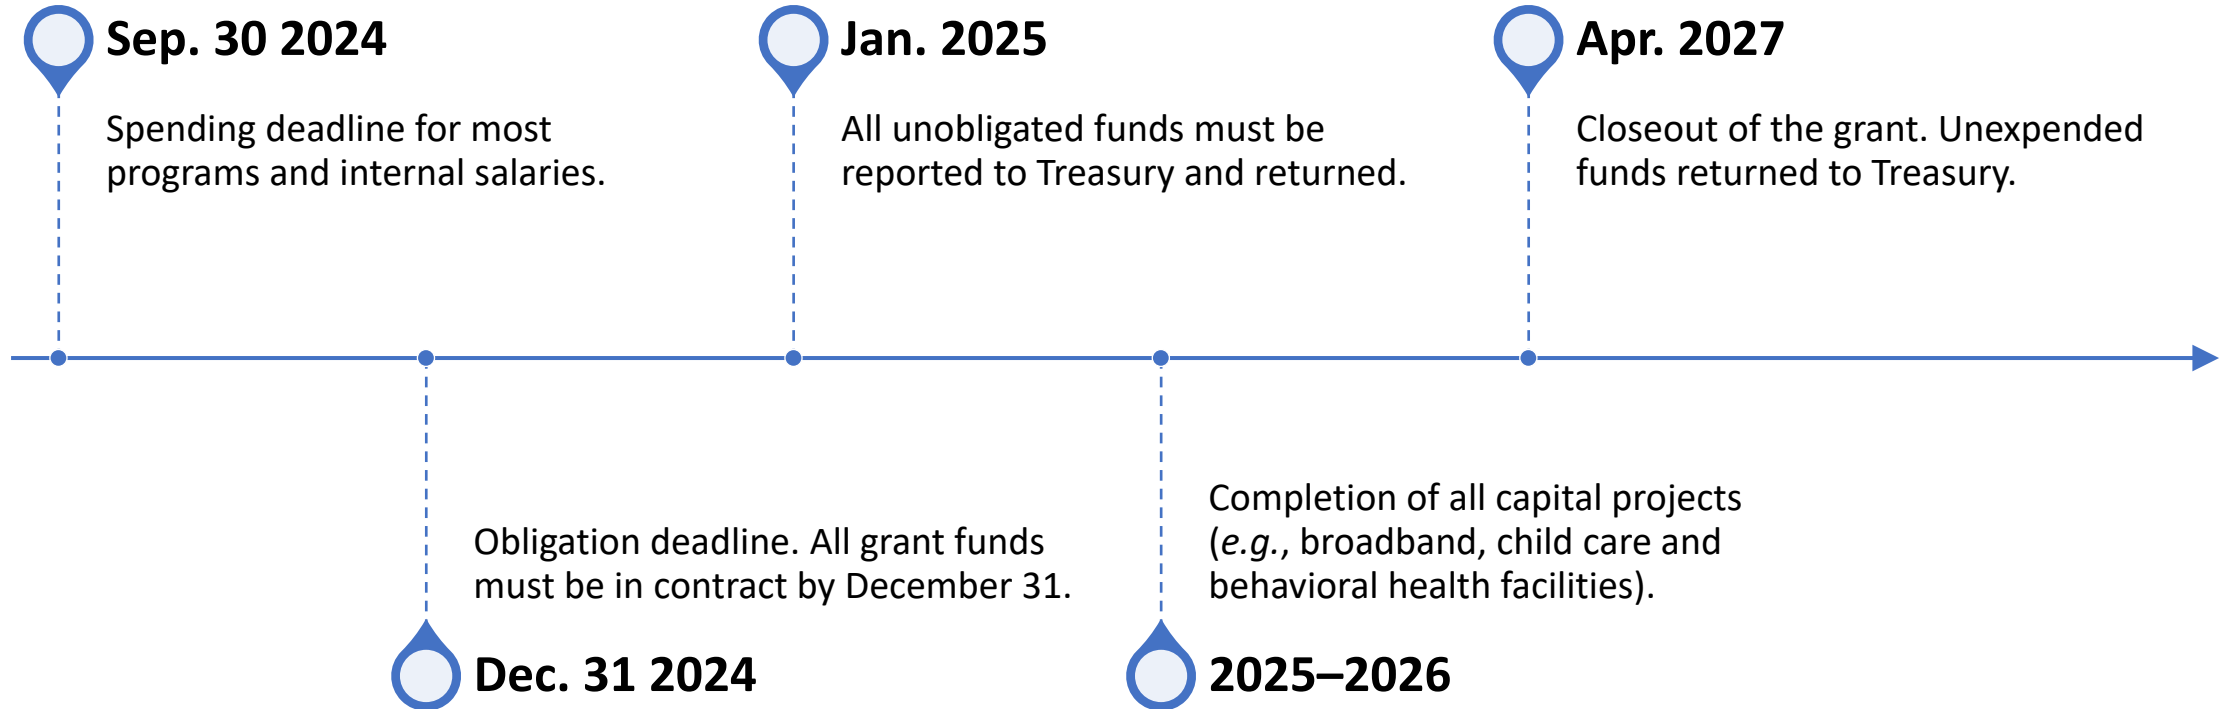 Sep. 30 2024
Spending deadline for most
programs and internal salaries.
Jan. 2025
All unobligated funds must be
reported to Treasury and returned.
Apr. 2027
Closeout of the grant. Unexpended
funds returned to Treasury.
Obligation deadline. All grant funds
must be in contract by December 31.
Dec. 31 2024
Completion of all capital projects
(e.g., broadband, child care and
behavioral health facilities).
2025–2026